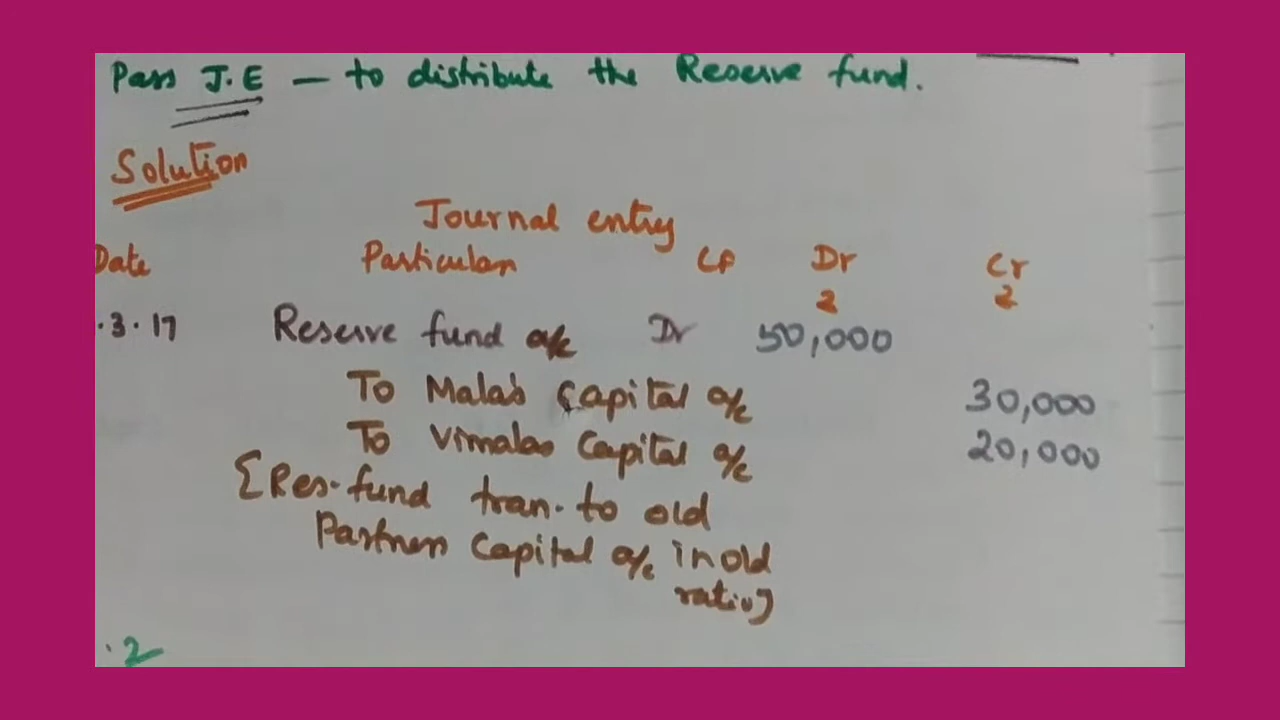 Pass J.E — to distribute the Reserve fund.
Solution
Journal entry
Date Particulars LF Dr Cr
₹ ₹
.3.17 Reserve fund a/c Dr 50,000
To Mala's Capital a/c 30,000
To Vimalas Capital a/c 20,000
[Res-fund tran. to old
Partners Capital a/c in old
ratio]
.2